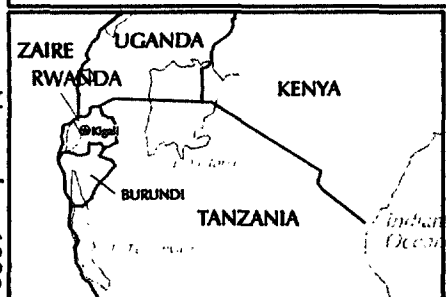 UGANDA
ZAIRE
RWANDA
KENYA
Kigali
BURUNDI
TANZANIA
Indian
Ocean